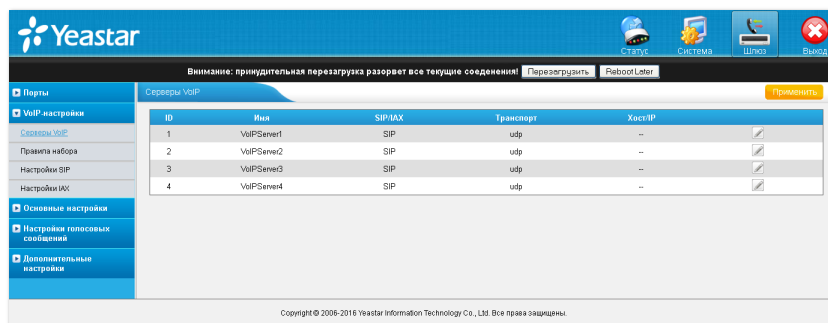 Yeastar
Статус Система Шлюз Выход
Внимание: принудительная перезагрузка разорвет все текущие соеденения! Перезагрузить Reboot Later
Порты
Серверы VoIP
Применить
VoIP-настройки
Серверы VoIP
Правила набора
Настройки SIP
Настройки IAX
Основные настройки
Настройки голосовых
сообщений
Дополнительные
настройки
ID Имя SIP/IAX Транспорт Хост/IP
1 VoIPServer1 SIP udp --
2 VoIPServer2 SIP udp --
3 VoIPServer3 SIP udp --
4 VoIPServer4 SIP udp --
Copyright © 2006-2016 Yeastar Information Technology Co., Ltd. Все права защищены.